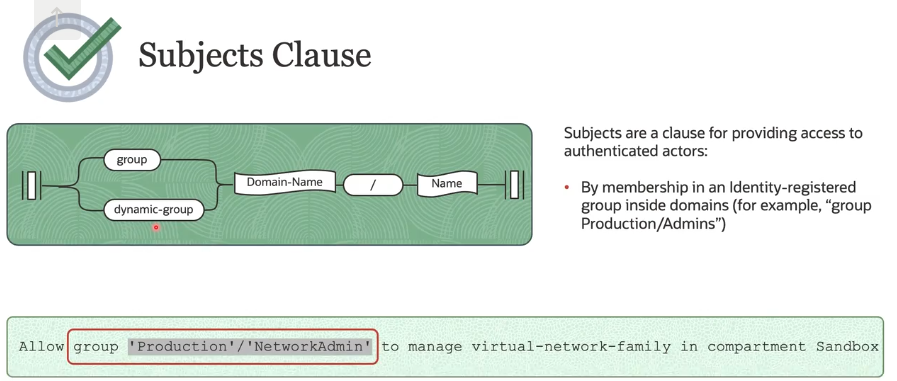 Subjects Clause
group
dynamic-group
Domain-Name
/
Name
Subjects are a clause for providing access to
authenticated actors:
• By membership in an Identity-registered
group inside domains (for example, “group
Production/Admins”)
Allow group 'Production'/'NetworkAdmin' to manage virtual-network-family in compartment Sandbox